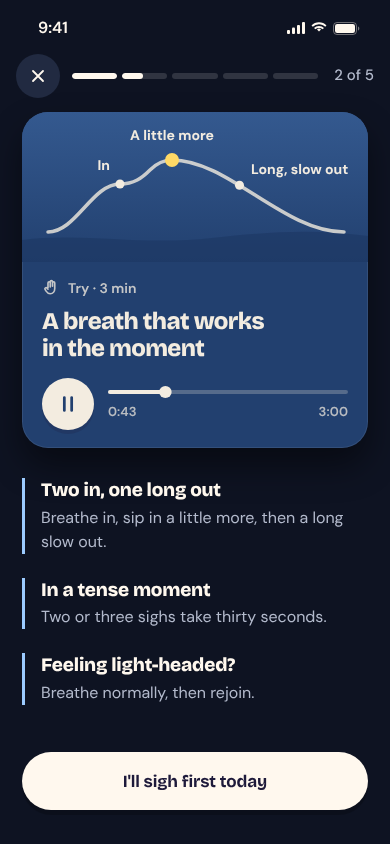 9:41
2 of 5
A little more
In
Long, slow out
Try · 3 min
A breath that works
in the moment
0:43
3:00
Two in, one long out
Breathe in, sip in a little more, then a long
slow out.
In a tense moment
Two or three sighs take thirty seconds.
Feeling light-headed?
Breathe normally, then rejoin.
I'll sigh first today